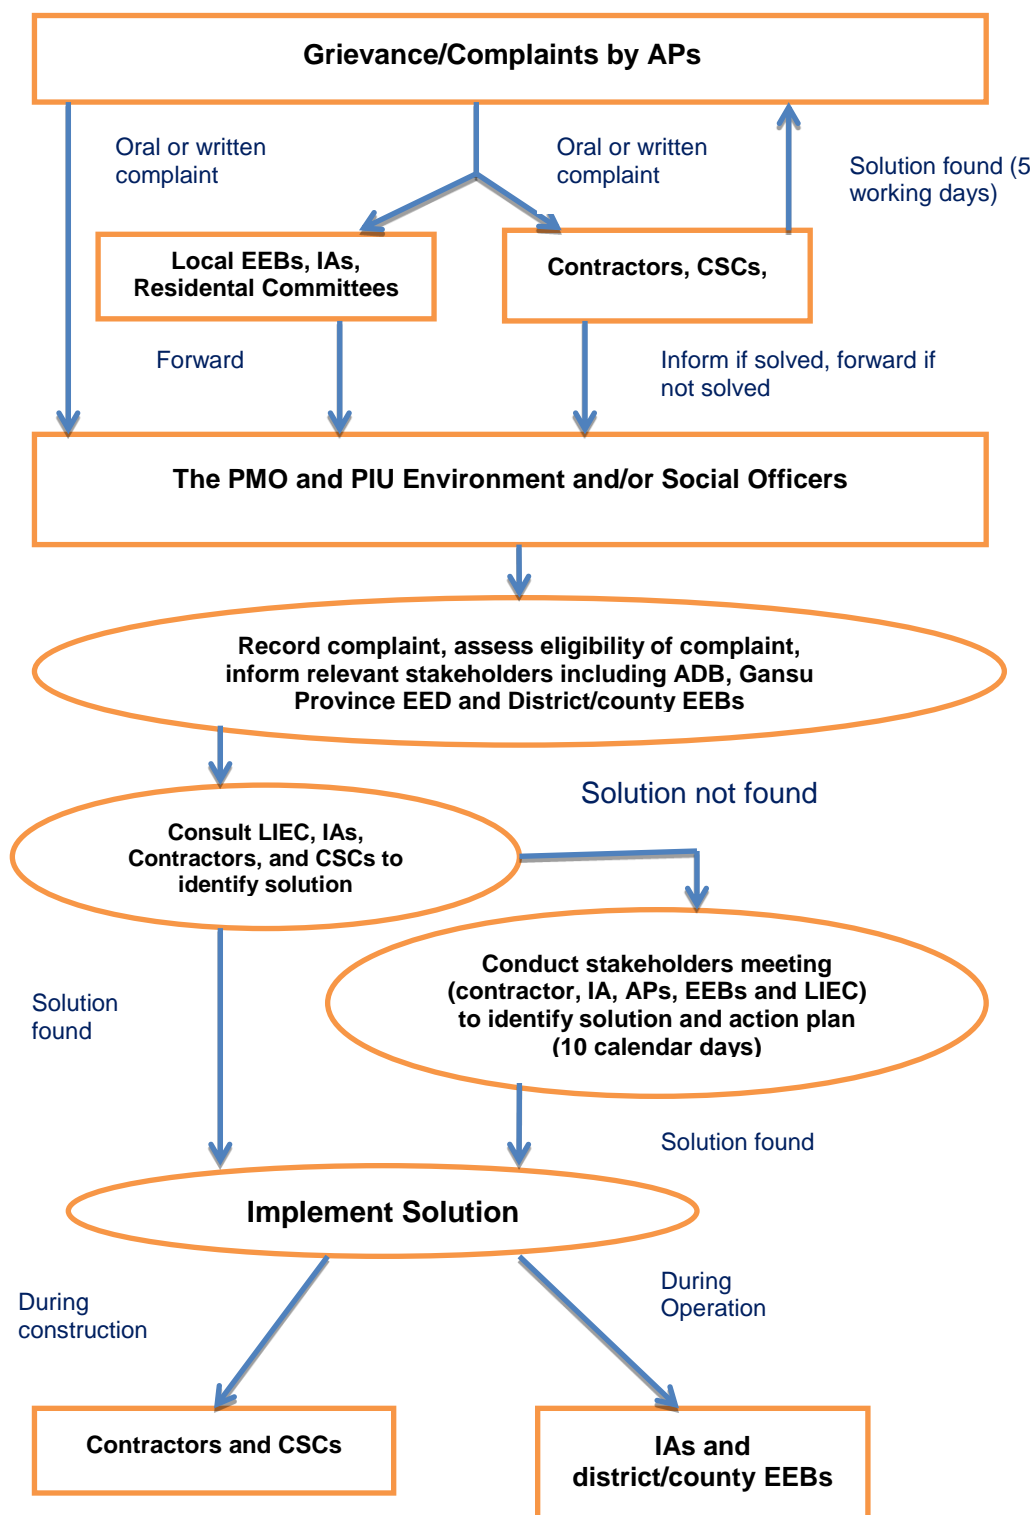 Grievance/Complaints by APs
Oral or written
complaint
Oral or written
complaint
Solution found (5
working days)
Local EEBs, IAs,
Residental Committees
Contractors, CSCs,
Forward
Inform if solved, forward if
not solved
The PMO and PIU Environment and/or Social Officers
Record complaint, assess eligibility of complaint,
inform relevant stakeholders including ADB, Gansu
Province EED and District/county EEBs
Solution not found
Consult LIEC, IAs,
Contractors, and CSCs to
identify solution
Conduct stakeholders meeting
(contractor, IA, APs, EEBs and LIEC)
to identify solution and action plan
(10 calendar days)
Solution
found
Solution found
Implement Solution
During
construction
During
Operation
Contractors and CSCs
IAs and
district/county EEBs